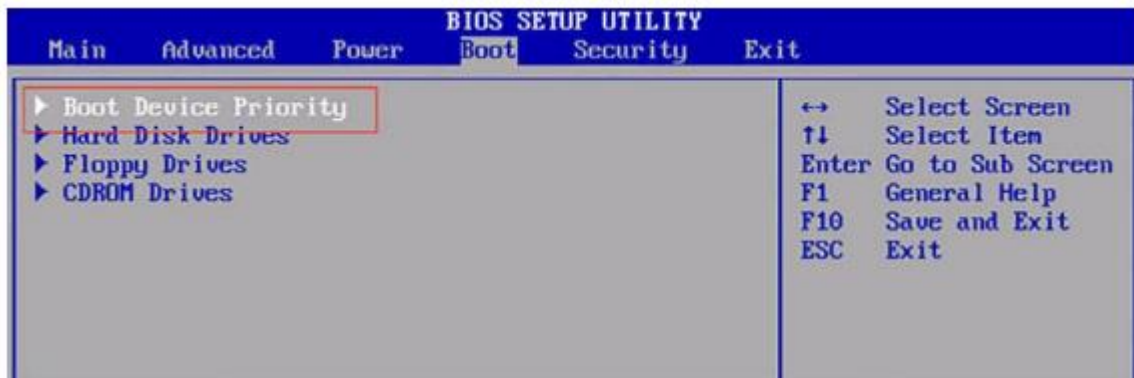 BIOS SETUP UTILITY
Main Advanced Power Boot Security Exit
Boot Device Priority
Hard Disk Drives
Floppy Drives
CDROM Drives
↔ Select Screen
↑↓ Select Item
Enter Go to Sub Screen
F1 General Help
F10 Save and Exit
ESC Exit